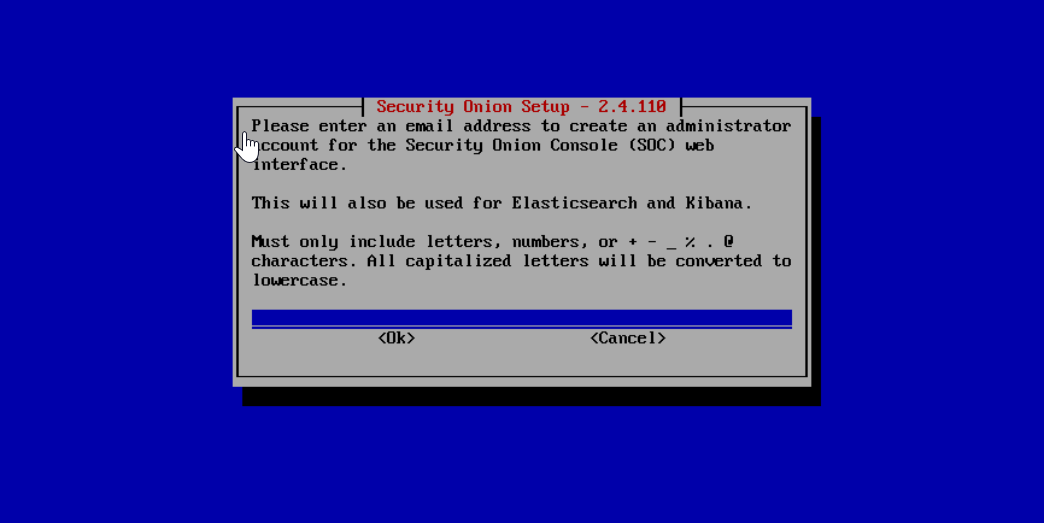 Security Onion Setup - 2.4.110
Please enter an email address to create an administrator
account for the Security Onion Console (SOC) web
interface.
This will also be used for Elasticsearch and Kibana.
Must only include letters, numbers, or + - _ % . @
characters. All capitalized letters will be converted to
lowercase.
<Ok> <Cancel>